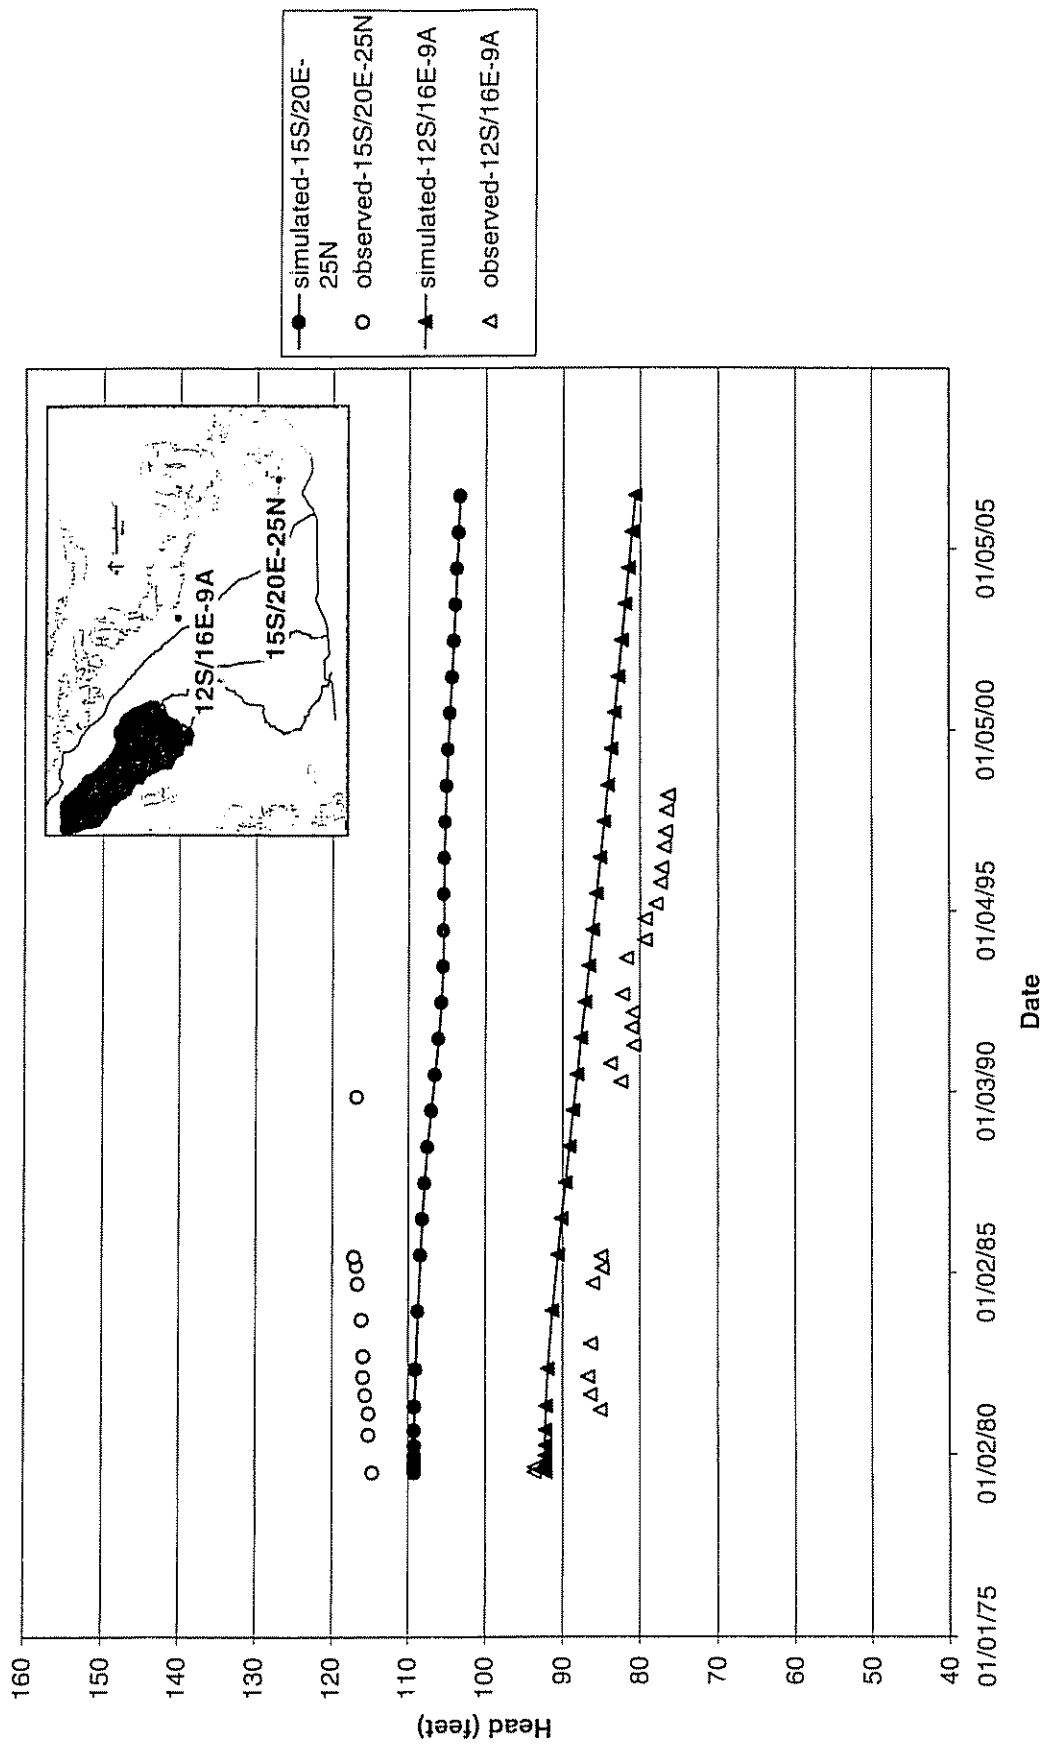 160
150
140
130
120
110
100
90
80
70
60
50
40
Head (feet)
01/01/75
01/02/80
01/02/85
01/03/90
01/04/95
01/05/00
01/05/05
Date
12S/16E-9A
15S/20E-25N
simulated-15S/20E-
25N
observed-15S/20E-25N
simulated-12S/16E-9A
observed-12S/16E-9A